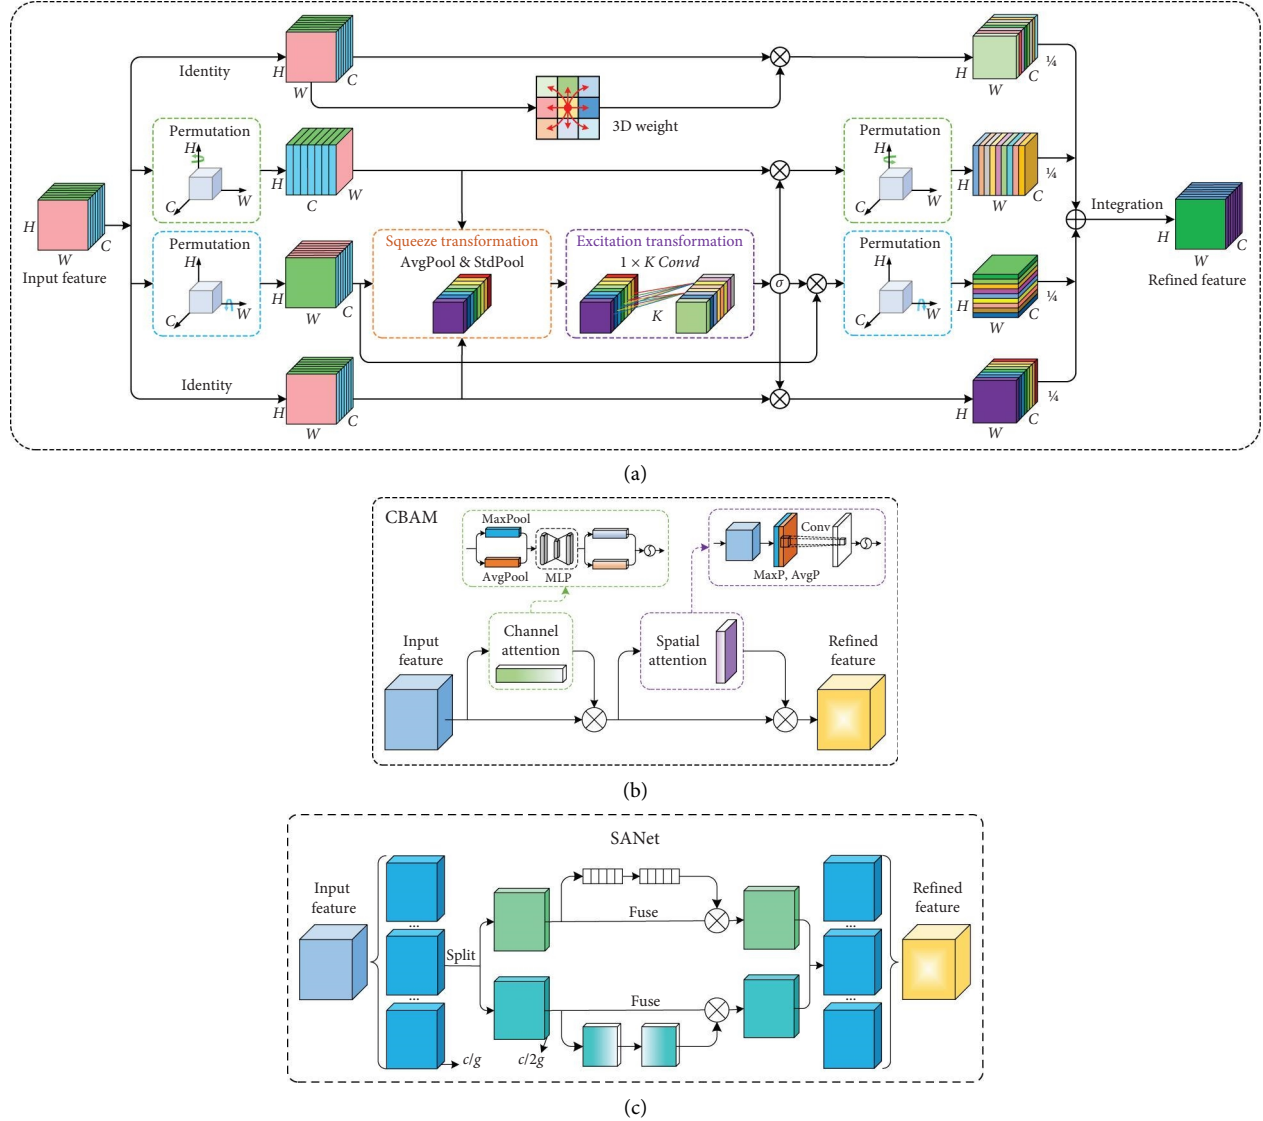 Identity
H
W
C
3D weight
H
W
C
¼
Permutation
H
W
C
H
C
W
Permutation
H
W
C
H
W
C
¼
H
W
C
Input feature
Permutation
H
W
C
H
W
C
Squeeze transformation
AvgPool & StdPool
Excitation transformation
1 × K Convd
K
σ
Permutation
H
W
C
H
W
C
¼
Integration
H
W
C
Refined feature
Identity
H
W
C
H
W
C
¼
(a)
CBAM
MaxPool
AvgPool
MLP
Conv
MaxP, AvgP
Input
feature
Channel
attention
Spatial
attention
Refined
feature
(b)
SANet
Input
feature
...
...
c/g
Split
c/2g
Fuse
Fuse
...
...
Refined
feature
(c)